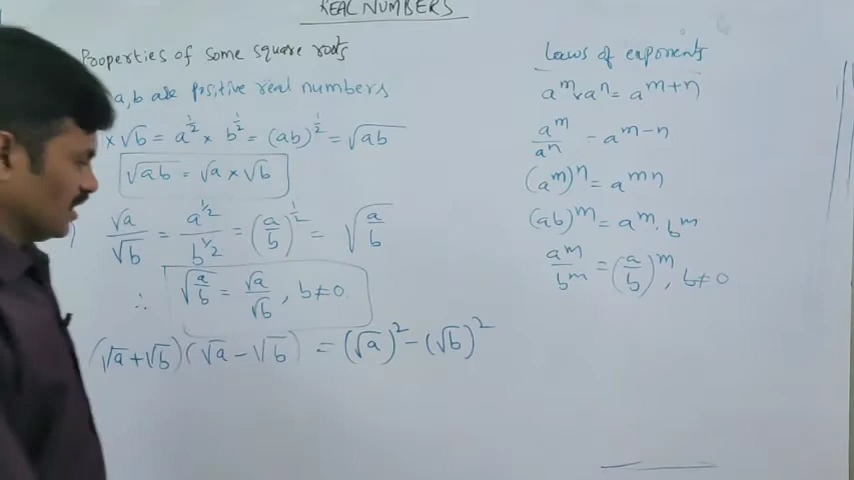 REAL NUMBERS
Properties of some square roots
a, b are positive real numbers
× √b = a^{1/2} × b^{1/2} = (ab)^{1/2} = √ab
√ab = √a × √b
) √a/√b = a^{1/2}/b^{1/2} = (a/b)^{1/2} = √(a/b)
∴ √(a/b) = √a/√b, b ≠ 0
(√a + √b)(√a − √b) = (√a)² − (√b)²
Laws of exponents
a^m × a^n = a^{m+n}
a^m/a^n = a^{m−n}
(a^m)^n = a^{mn}
(ab)^m = a^m · b^m
a^m/b^m = (a/b)^m, b ≠ 0